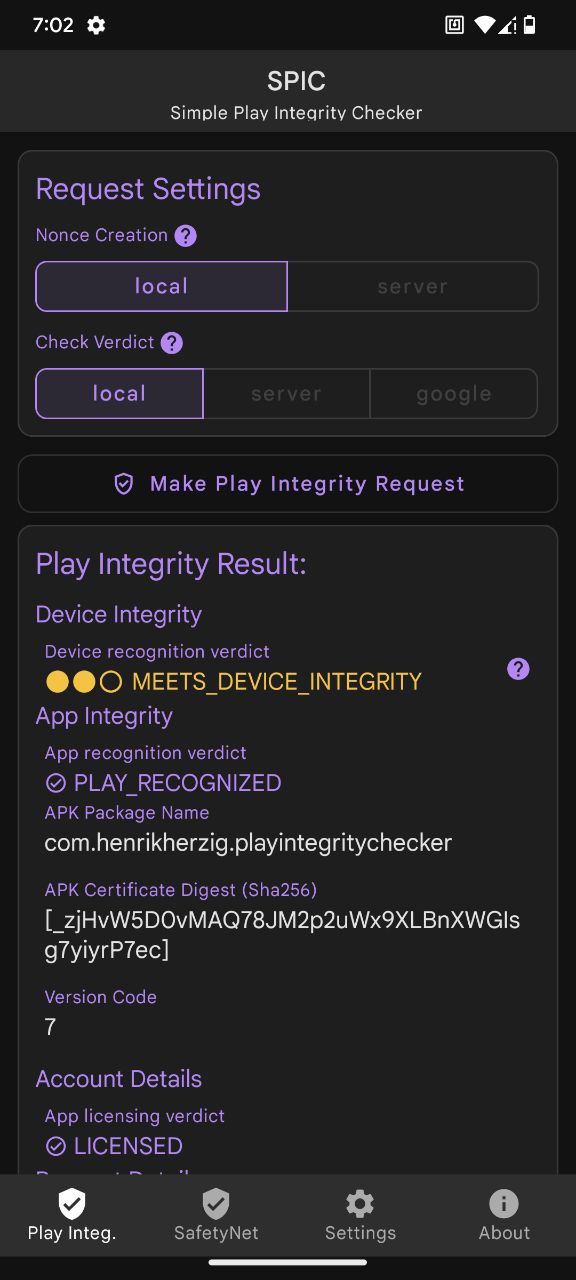 7:02
SPIC
Simple Play Integrity Checker
Request Settings
Nonce Creation ?
local server
Check Verdict ?
local server google
Make Play Integrity Request
Play Integrity Result:
Device Integrity
Device recognition verdict
MEETS_DEVICE_INTEGRITY ?
App Integrity
App recognition verdict
PLAY_RECOGNIZED
APK Package Name
com.henrikherzig.playintegritychecker
APK Certificate Digest (Sha256)
[_zjHvW5D0vMAQ78JM2p2uWx9XLBnXWGIs
g7yiyrP7ec]
Version Code
7
Account Details
App licensing verdict
LICENSED
Play Integ. SafetyNet Settings About